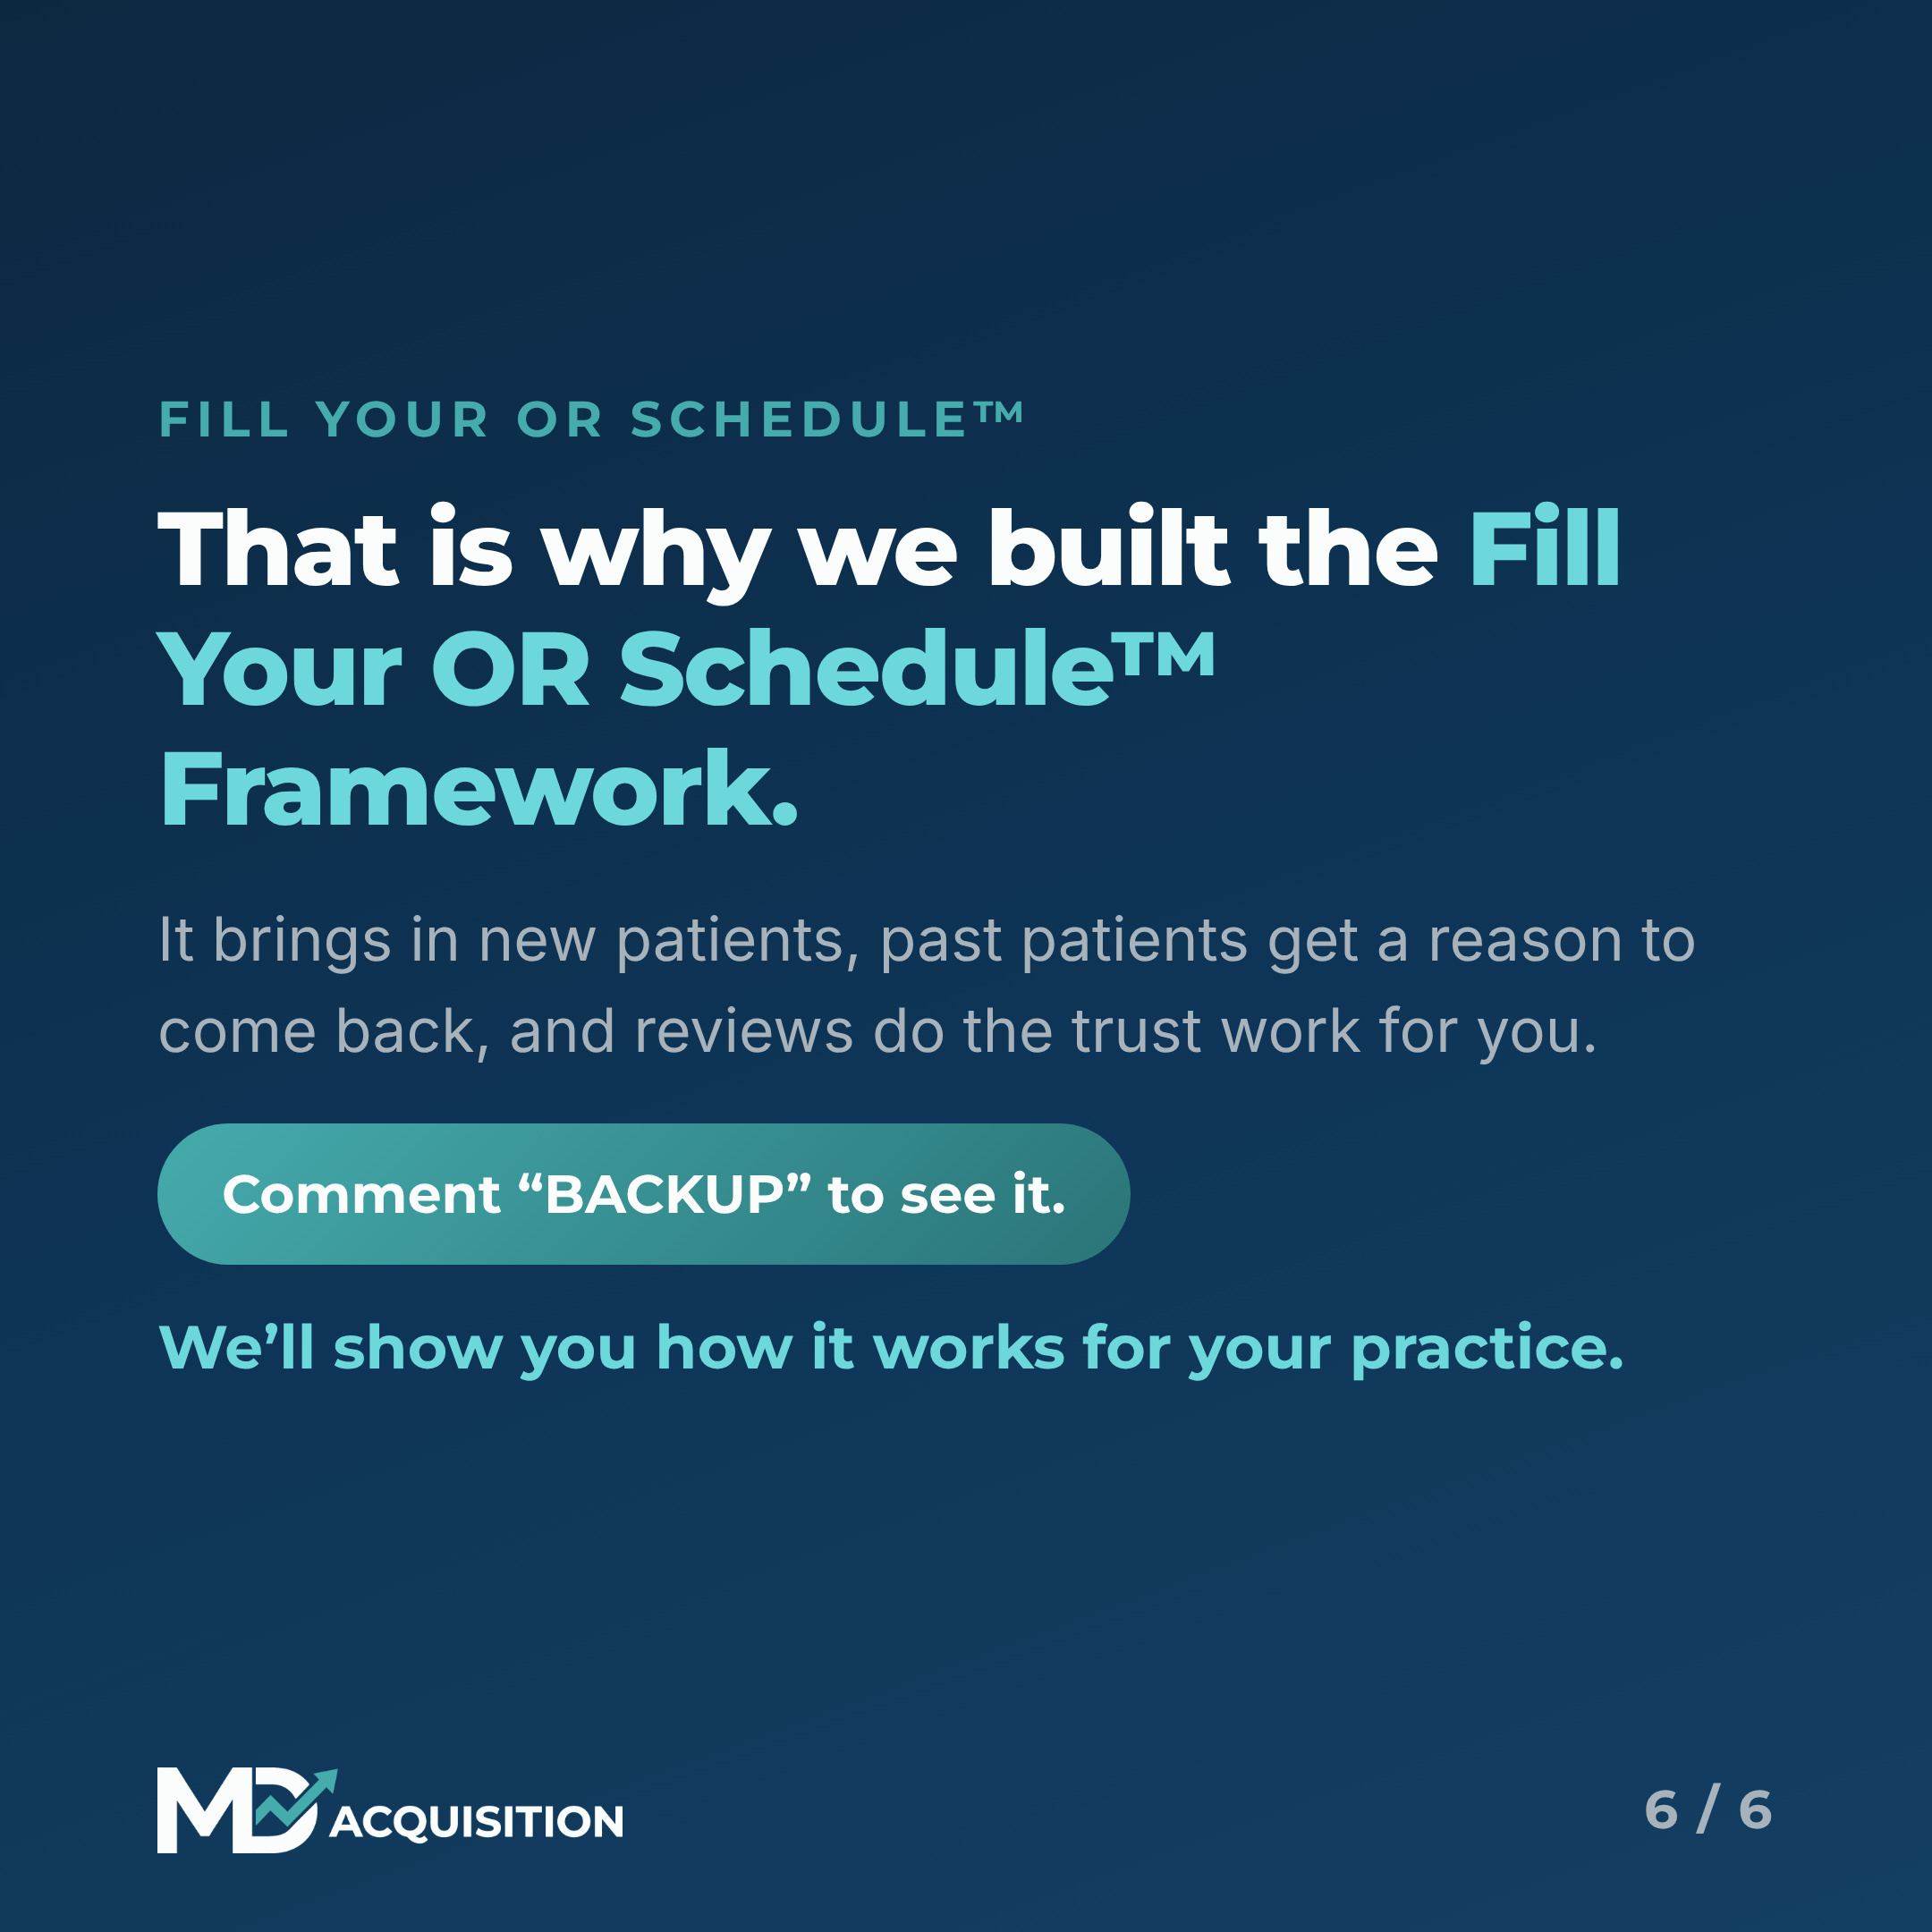 FILL YOUR OR SCHEDULE™
That is why we built the Fill
Your OR Schedule™
Framework.
It brings in new patients, past patients get a reason to
come back, and reviews do the trust work for you.
Comment “BACKUP” to see it.
We’ll show you how it works for your practice.
MD ACQUISITION
6 / 6